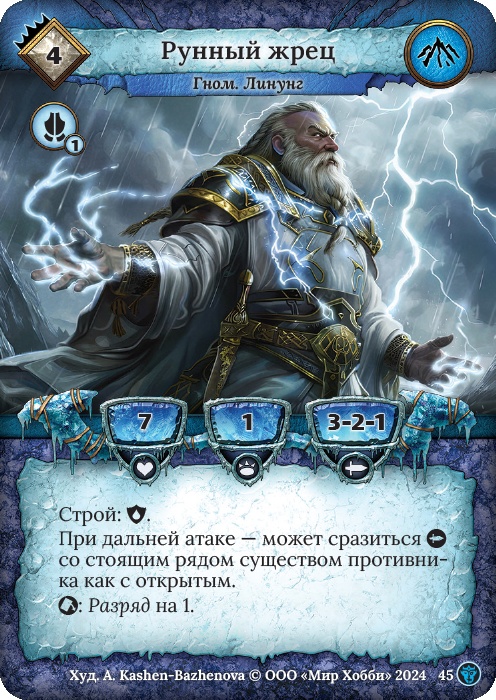 4
Рунный жрец
Гном. Линунг
1
7
1
3-2-1
Строй: .
При дальней атаке — может сразиться
со стоящим рядом существом противни-
ка как с открытым.
: Разряд на 1.
Худ. A. Kashen-Bazhenova © ООО «Мир Хобби» 2024 45